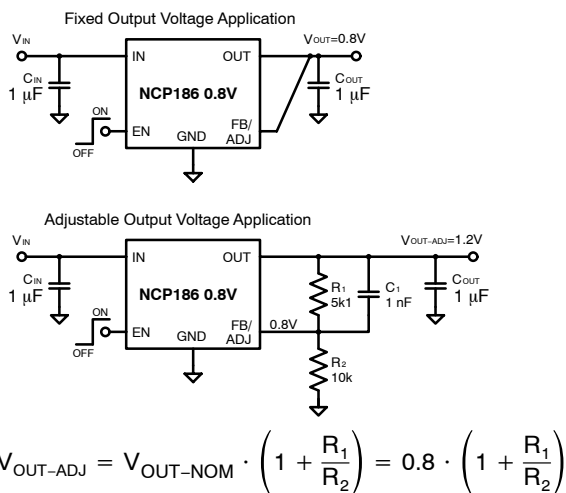 Fixed Output Voltage Application
VIN
VOUT=0.8V
IN
OUT
CIN
1 μF
NCP186 0.8V
COUT
1 μF
ON
OFF
EN
GND
FB/
ADJ
Adjustable Output Voltage Application
VIN
VOUT-ADJ=1.2V
IN
OUT
CIN
1 μF
NCP186 0.8V
R1
5k1
C1
1 nF
COUT
1 μF
ON
OFF
EN
GND
FB/
ADJ
0.8V
R2
10k
VOUT−ADJ = VOUT−NOM · (1 + R1/R2) = 0.8 · (1 + R1/R2)